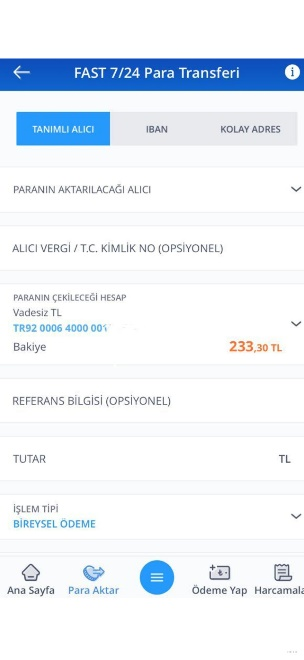 FAST 7/24 Para Transferi
TANIMLI ALICI
IBAN
KOLAY ADRES
PARANIN AKTARILACAĞI ALICI
ALICI VERGİ / T.C. KİMLİK NO (OPSİYONEL)
PARANIN ÇEKİLECEĞİ HESAP
Vadesiz TL
TR92 0006 4000 001
Bakiye
233,30 TL
REFERANS BİLGİSİ (OPSİYONEL)
TUTAR
TL
İŞLEM TİPİ
BİREYSEL ÖDEME
Ana Sayfa
Para Aktar
Ödeme Yap
Harcamala